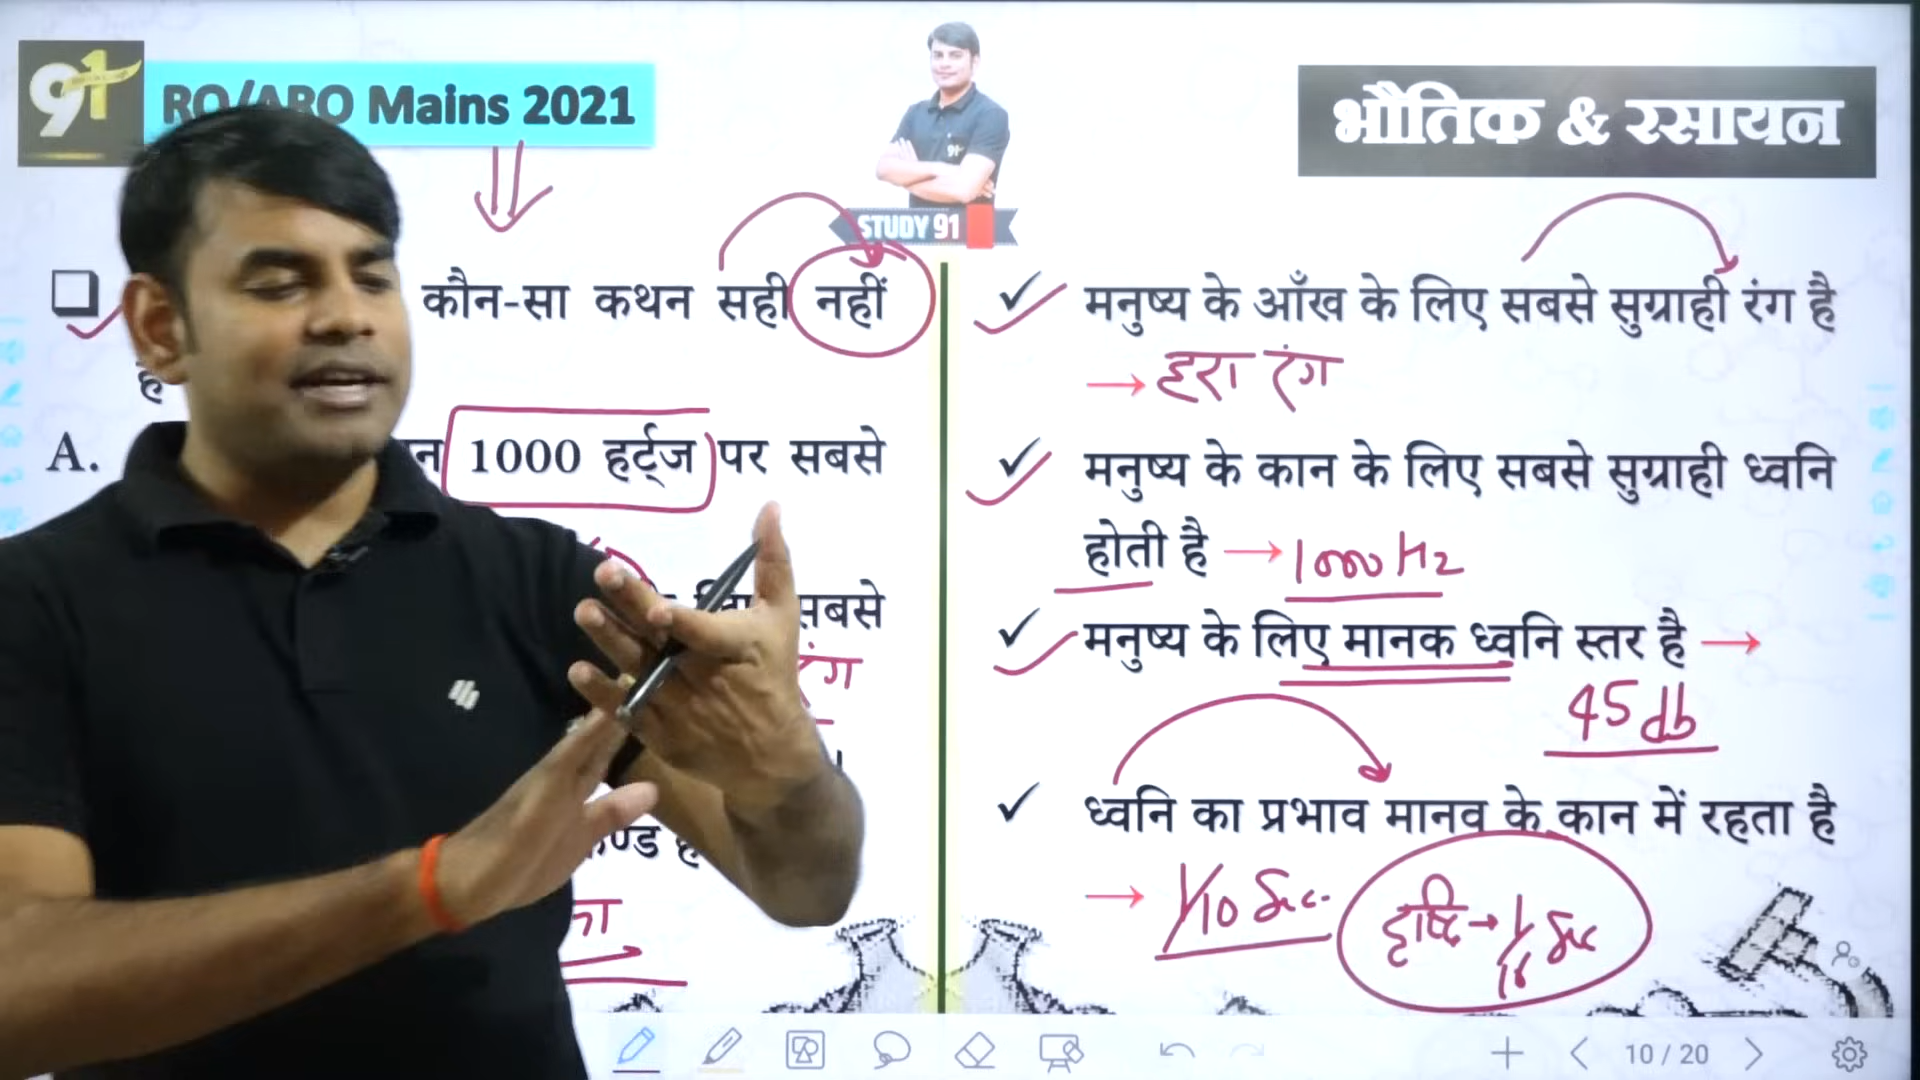 91
RO/ARO Mains 2021
STUDY 91
भौतिक & रसायन
कौन-सा कथन सही नहीं
है
A.
1000 हर्ट्ज पर सबसे
सबसे
रंग
मनुष्य के आँख के लिए सबसे सुग्राही रंग है
→ हरा रंग
मनुष्य के कान के लिए सबसे सुग्राही ध्वनि
होती है → 1000 Hz
मनुष्य के लिए मानक ध्वनि स्तर है →
45 db
ध्वनि का प्रभाव मानव के कान में रहता है
→ 1/10 Sec. दृष्टि → 1/16 Sec
10 / 20